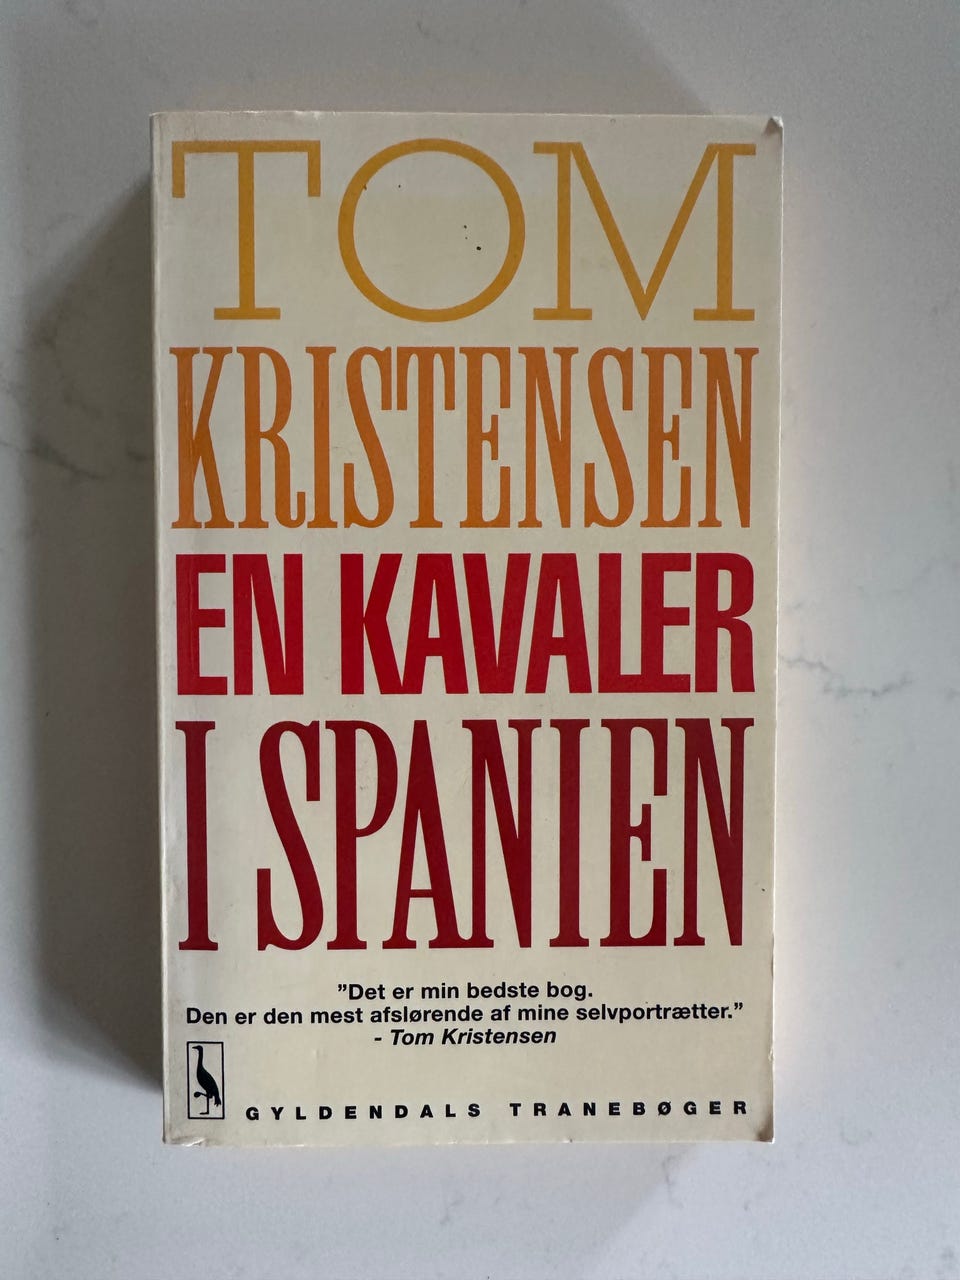 TOM
KRISTENSEN
EN KAVALER
I SPANIEN
”Det er min bedste bog.
Den er den mest afslørende af mine selvportrætter.”
- Tom Kristensen
GYLDENDALS TRANEBØGER